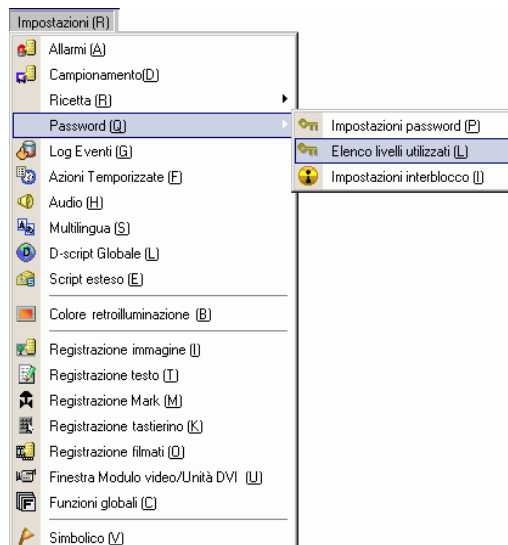 Impostazioni (R)
Allarmi (A)
Campionamento(D)
Ricetta (R)
Password (Q)
Impostazioni password (P)
Log Eventi (G)
Elenco livelli utilizzati (L)
Azioni Temporizzate (F)
Impostazioni interblocco (I)
Audio (H)
Multilingua (S)
D-script Globale (L)
Script esteso (E)
Colore retroilluminazione (B)
Registrazione immagine (I)
Registrazione testo (T)
Registrazione Mark (M)
Registrazione tastierino (K)
Registrazione filmati (O)
Finestra Modulo video/Unità DVI (U)
Funzioni globali (C)
Simbolico (V)